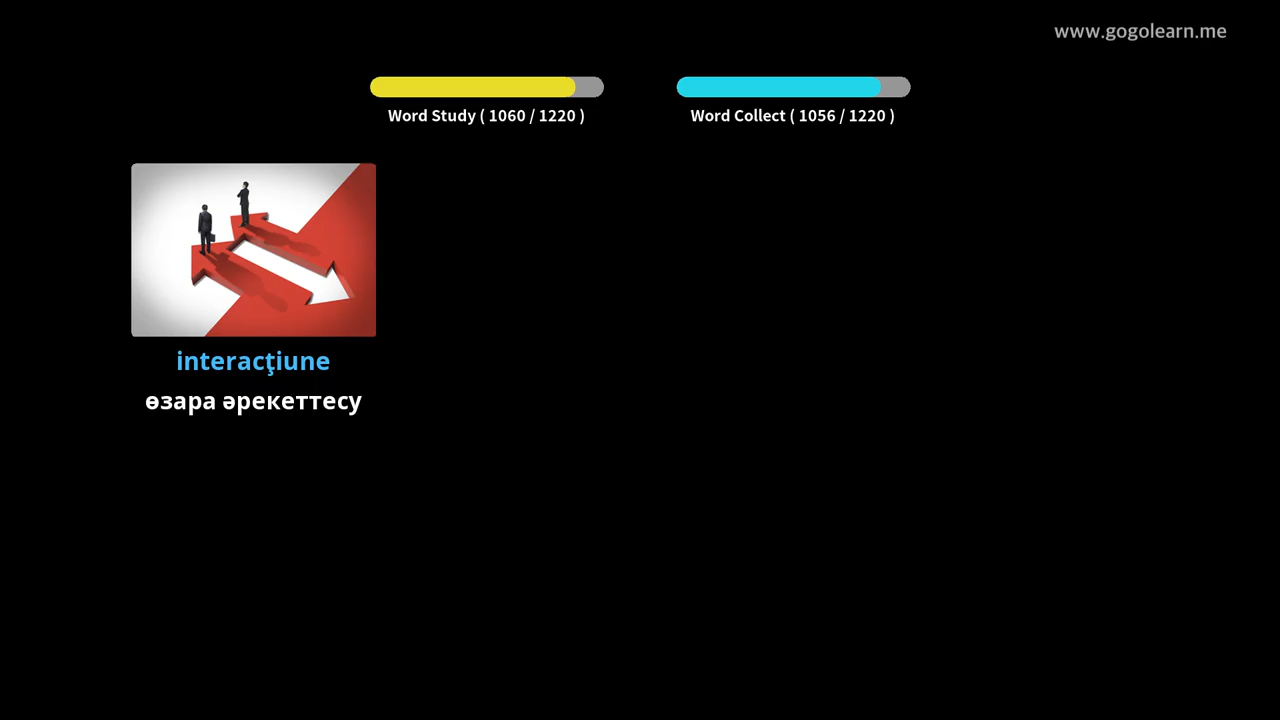 www.gogolearn.me
Word Study ( 1060 / 1220 )
Word Collect ( 1056 / 1220 )
interacţiune
өзара әрекеттесу